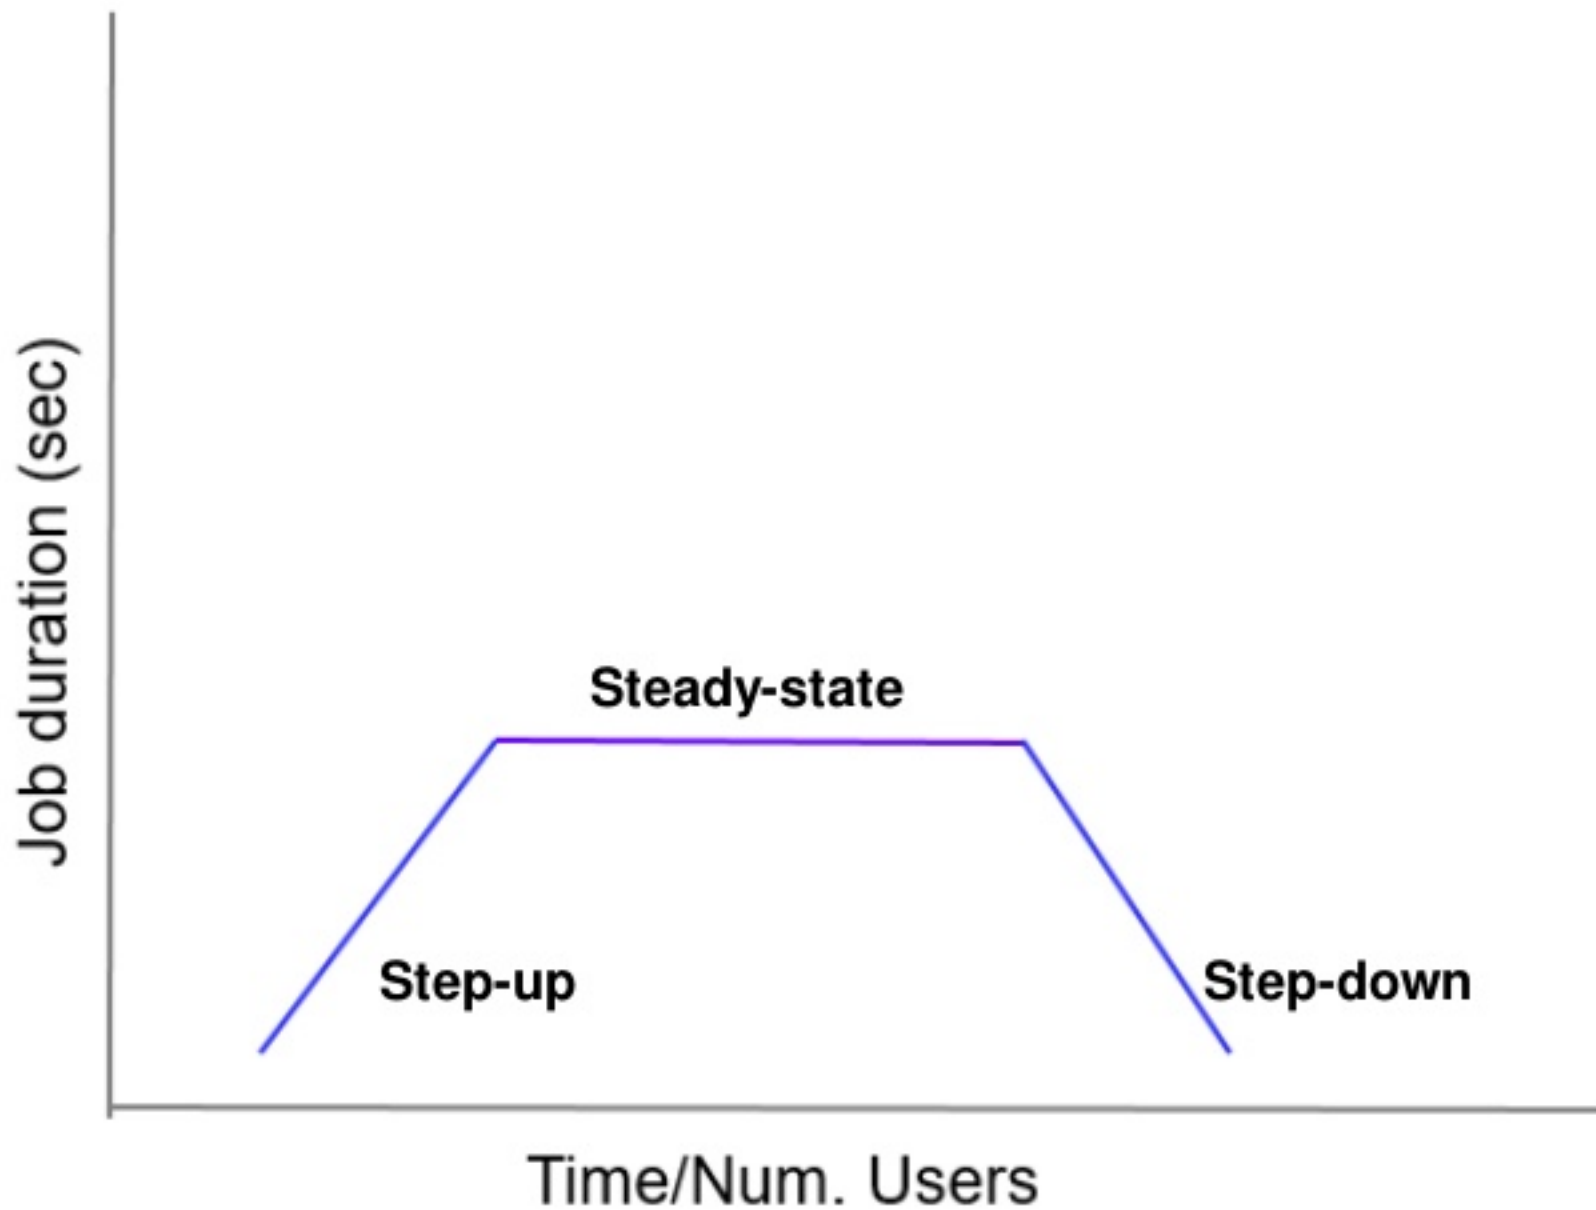 Job duration (sec)
Steady-state
Step-up
Step-down
Time/Num. Users